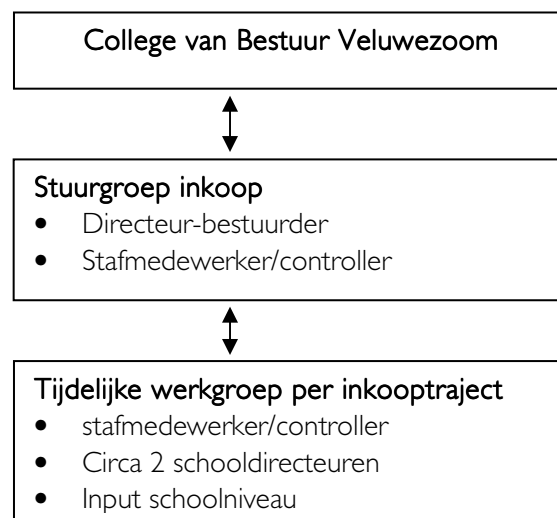 College van Bestuur Veluwezoom
Stuurgroep inkoop
• Directeur-bestuurder
• Stafmedewerker/controller
Tijdelijke werkgroep per inkooptraject
• stafmedewerker/controller
• Circa 2 schooldirecteuren
• Input schoolniveau